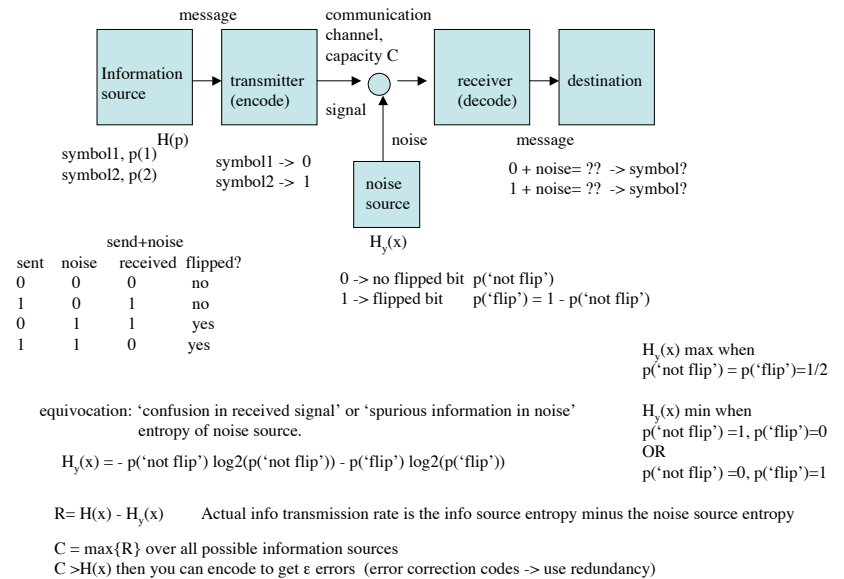 message
communication
channel,
capacity C
Information
source
transmitter
(encode)
receiver
(decode)
destination
signal
noise
message
H(p)
symbol1, p(1)
symbol2, p(2)
symbol1 -> 0
symbol2 -> 1
noise
source
0 + noise= ?? -> symbol?
1 + noise= ?? -> symbol?
Hy(x)
send+noise
sent noise received flipped?
0 0 0 no
1 0 1 no
0 1 1 yes
1 1 0 yes
0 -> no flipped bit p(‘not flip’)
1 -> flipped bit p(‘flip’) = 1 - p(‘not flip’)
Hy(x) max when
p(‘not flip’) = p(‘flip’)=1/2
Hy(x) min when
p(‘not flip’) =1, p(‘flip’)=0
OR
p(‘not flip’) =0, p(‘flip’)=1
equivocation: ‘confusion in received signal’ or ‘spurious information in noise’
entropy of noise source.
Hy(x) = - p(‘not flip’) log2(p(‘not flip’)) - p(‘flip’) log2(p(‘flip’))
R= H(x) - Hy(x) Actual info transmission rate is the info source entropy minus the noise source entropy
C = max{R} over all possible information sources
C >H(x) then you can encode to get ε errors (error correction codes -> use redundancy)